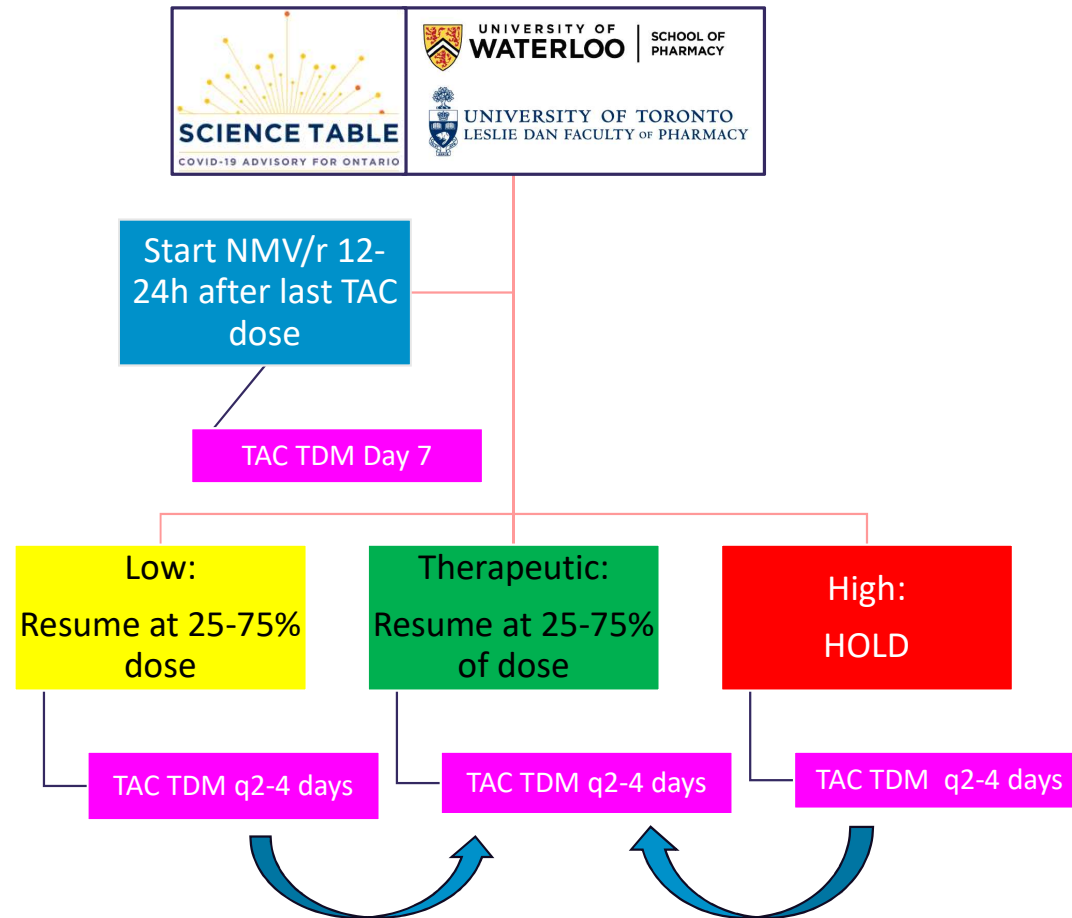 SCIENCE TABLE
COVID-19 ADVISORY FOR ONTARIO
UNIVERSITY OF
WATERLOO
SCHOOL OF
PHARMACY
UNIVERSITY OF TORONTO
LESLIE DAN FACULTY OF PHARMACY
Start NMV/r 12-
24h after last TAC
dose
TAC TDM Day 7
Low:
Resume at 25-75%
dose
Therapeutic:
Resume at 25-75%
of dose
High:
HOLD
TAC TDM q2-4 days
TAC TDM q2-4 days
TAC TDM q2-4 days